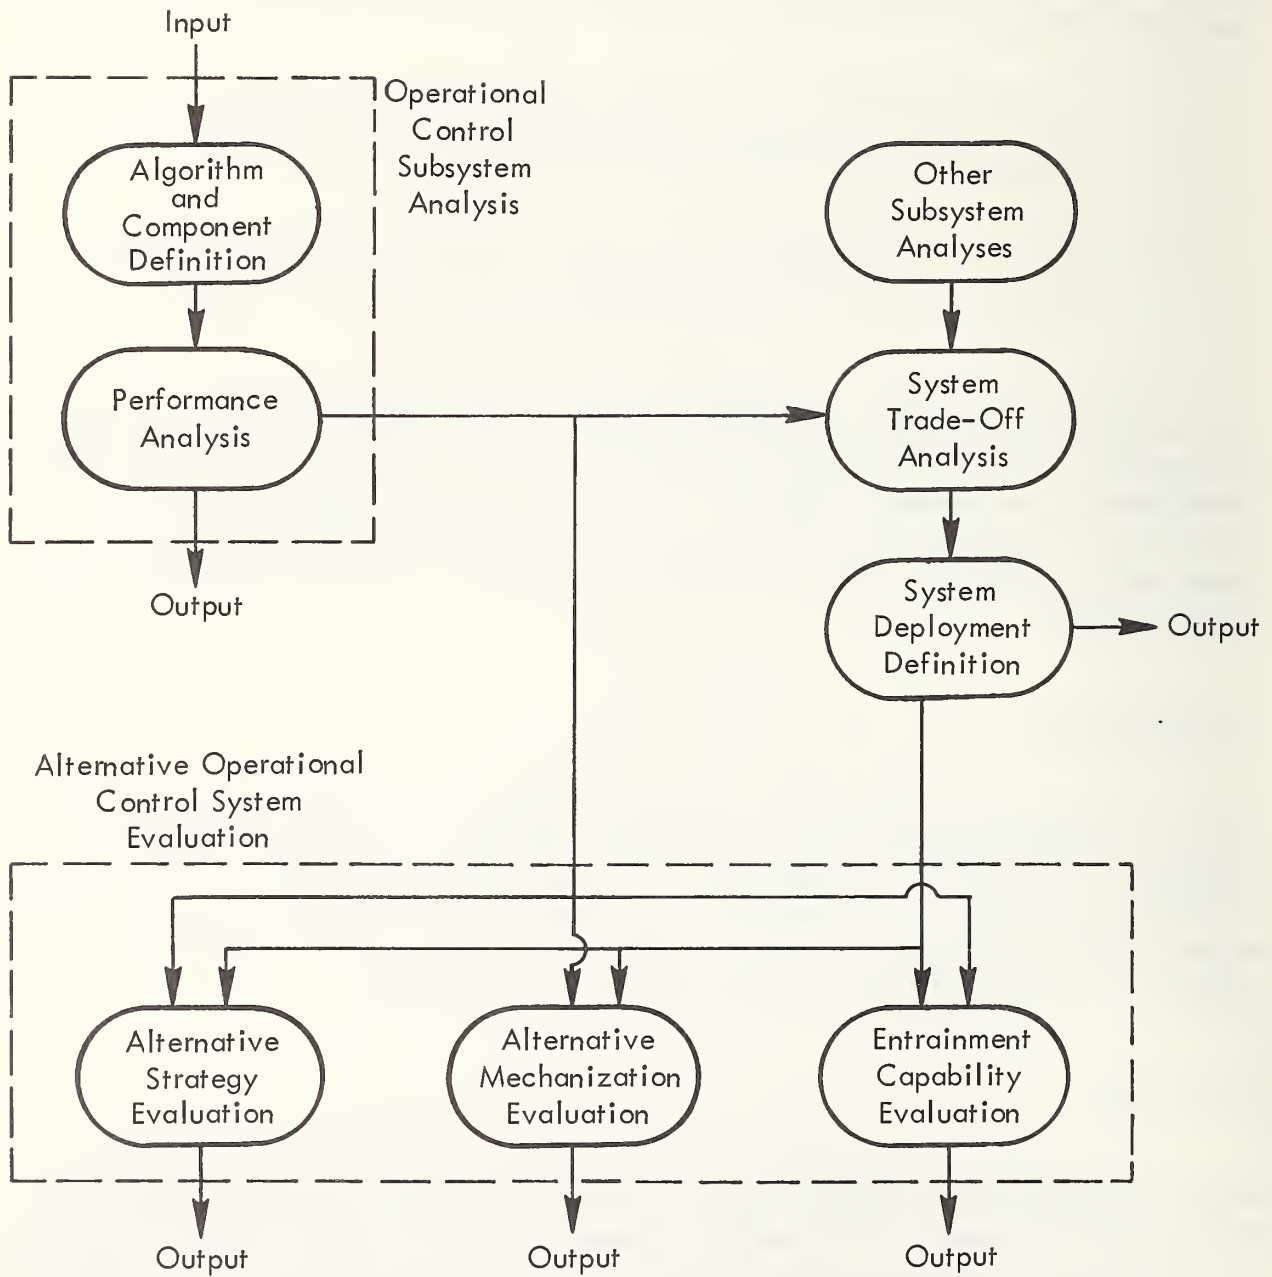 Input
Operational
Control
Subsystem
Analysis
Algorithm
and
Component
Definition
Other
Subsystem
Analyses
Performance
Analysis
System
Trade-Off
Analysis
Output
System
Deployment
Definition
Output
Alternative Operational
Control System
Evaluation
Alternative
Strategy
Evaluation
Alternative
Mechanization
Evaluation
Entrainment
Capability
Evaluation
Output
Output
Output